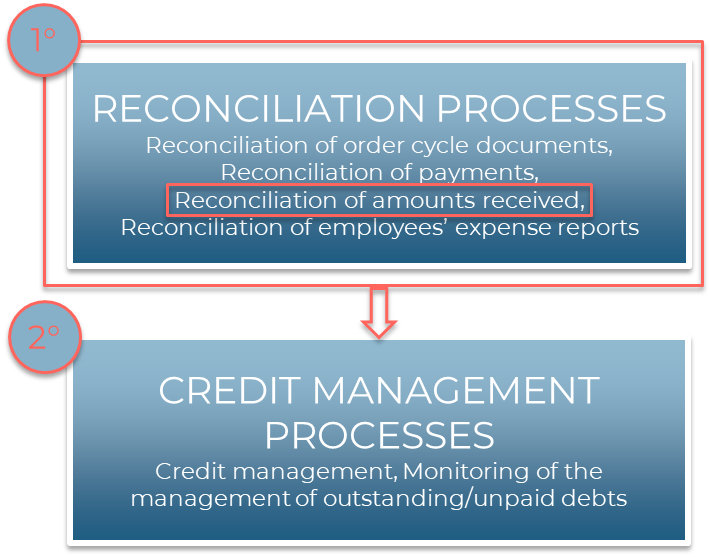 1°
RECONCILIATION PROCESSES
Reconciliation of order cycle documents,
Reconciliation of payments,
Reconciliation of amounts received,
Reconciliation of employees’ expense reports
2°
CREDIT MANAGEMENT
PROCESSES
Credit management, Monitoring of the
management of outstanding/unpaid debts